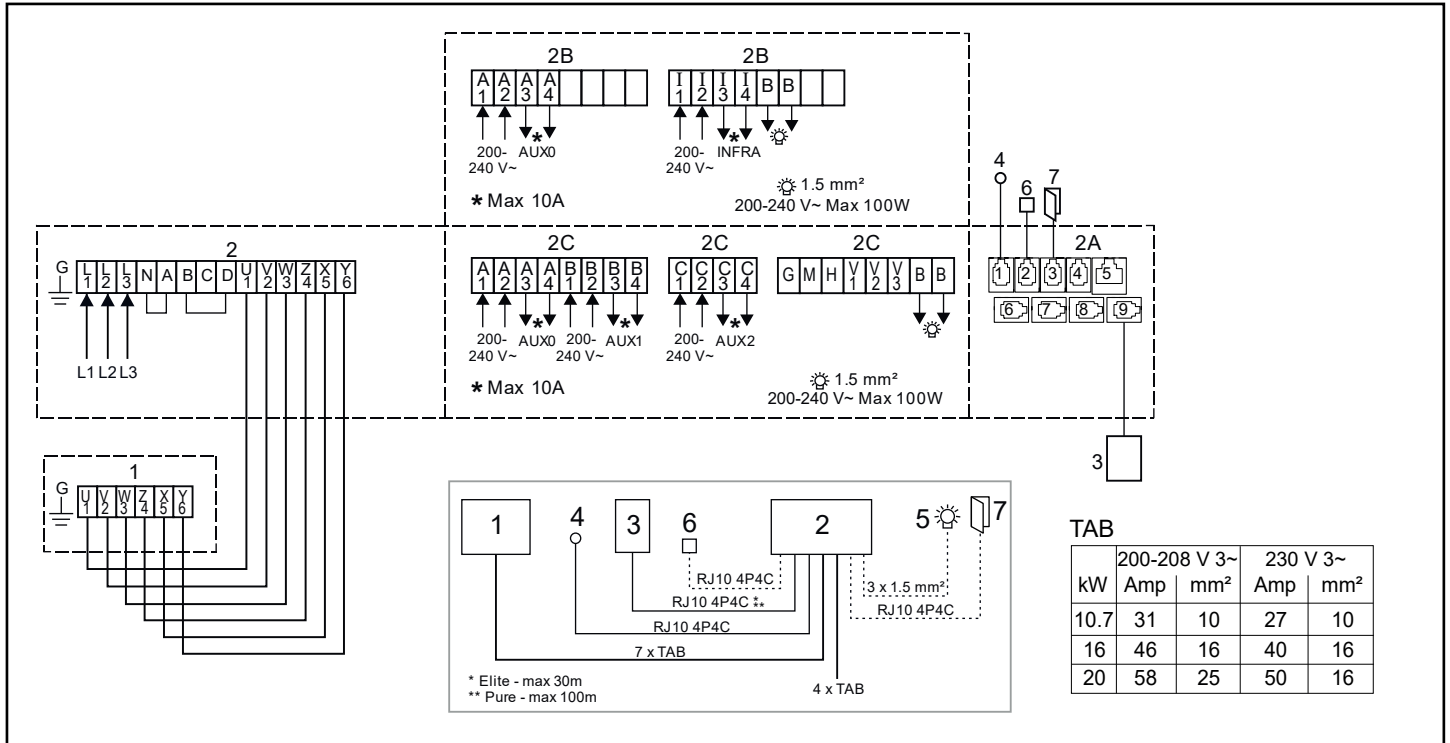 2B 2B
A1 A2 A3 A4 I1 I2 I3 I4 B B
200-240 V~ AUX0 * 200-240 V~ INFRA *
* Max 10A
1.5 mm²
200-240 V~ Max 100W
4 6 7
2 2C 2C 2C 2A
G L1 L2 L3 N A B C D U1 V2 W3 Z4 X5 Y6
A1 A2 A3 A4 B1 B2 B3 B4 C1 C2 C3 C4 G M H V1 V2 V3 B B
1 2 3 4 5
6 7 8 9
200-240 V~ AUX0 * 200-240 V~ AUX1 * 200-240 V~ AUX2 *
L1 L2 L3
* Max 10A
1.5 mm²
200-240 V~ Max 100W
3
1
G U1 V2 W3 Z4 X5 Y6
1 4 3 6 2 5 7
RJ10 4P4C
3 x 1.5 mm²
RJ10 4P4C * **
RJ10 4P4C
RJ10 4P4C
7 x TAB
4 x TAB
* Elite - max 30m
** Pure - max 100m
TAB
200-208 V 3~ 230 V 3~
kW Amp mm² Amp mm²
10.7 31 10 27 10
16 46 16 40 16
20 58 25 50 16